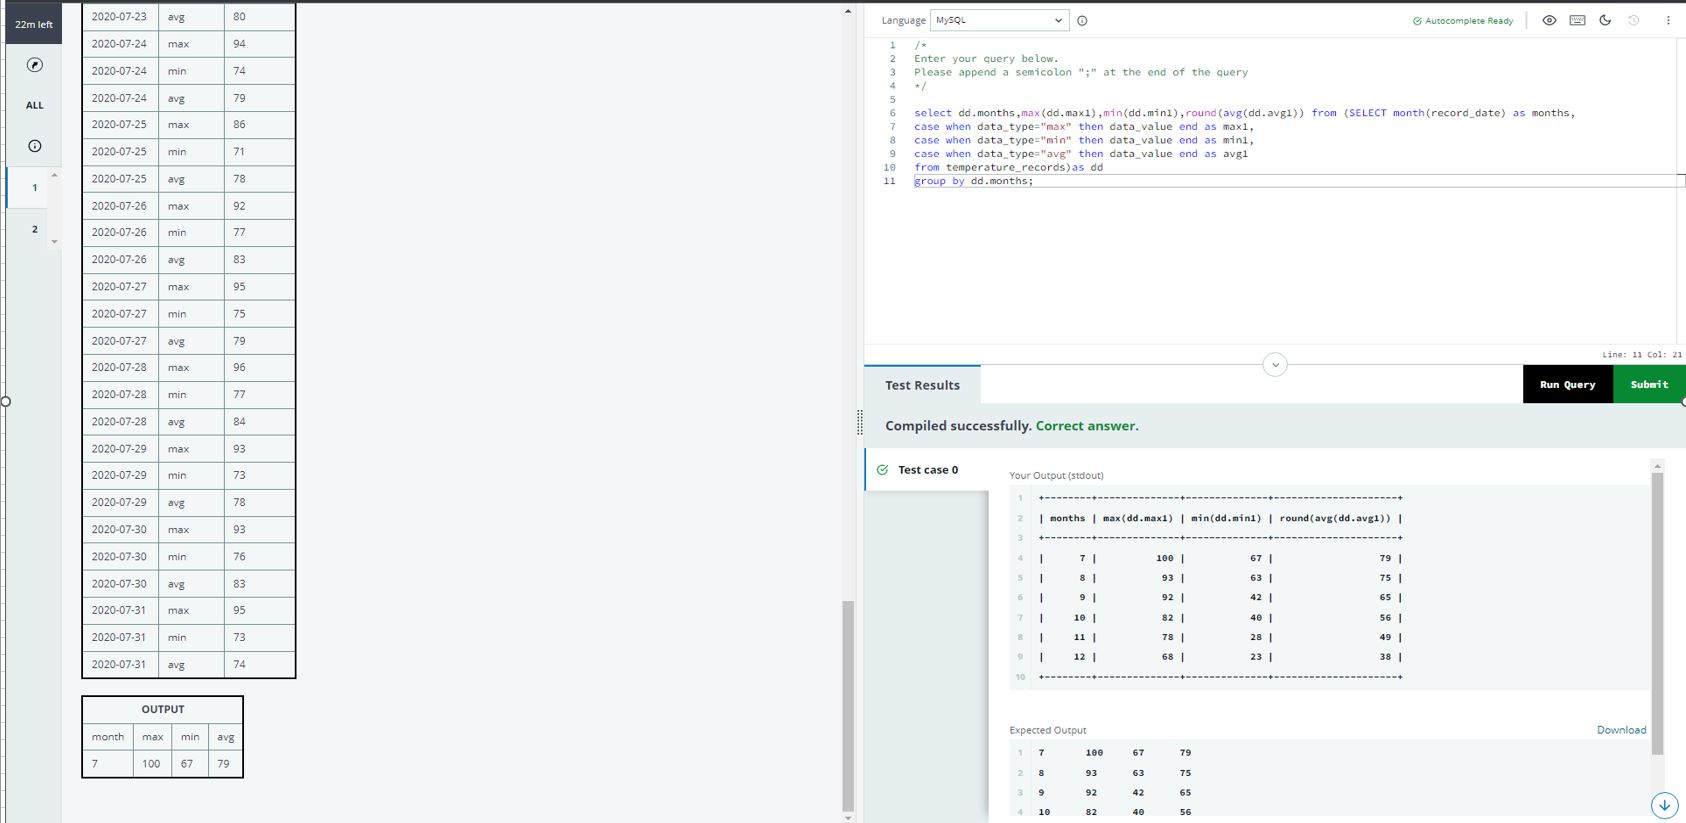 22m left
ALL
1
2
2020-07-23 avg 80
2020-07-24 max 94
2020-07-24 min 74
2020-07-24 avg 79
2020-07-25 max 86
2020-07-25 min 71
2020-07-25 avg 78
2020-07-26 max 92
2020-07-26 min 77
2020-07-26 avg 83
2020-07-27 max 95
2020-07-27 min 75
2020-07-27 avg 79
2020-07-28 max 96
2020-07-28 min 77
2020-07-28 avg 84
2020-07-29 max 93
2020-07-29 min 73
2020-07-29 avg 78
2020-07-30 max 93
2020-07-30 min 76
2020-07-30 avg 83
2020-07-31 max 95
2020-07-31 min 73
2020-07-31 avg 74
OUTPUT
month max min avg
7 100 67 79
Language MySQL Autocomplete Ready
1 /*
2 Enter your query below.
3 Please append a semicolon ";" at the end of the query
4 */
5
6 select dd.months,max(dd.max1),min(dd.min1),round(avg(dd.avg1)) from (SELECT month(record_date) as months,
7 case when data_type="max" then data_value end as max1,
8 case when data_type="min" then data_value end as min1,
9 case when data_type="avg" then data_value end as avg1
10 from temperature_records)as dd
11 group by dd.months;
Line: 11 Col: 21
Test Results Run Query Submit
Compiled successfully. Correct answer.
Test case 0
Your Output (stdout)
1 +--------+--------------+--------------+---------------------+
2 | months | max(dd.max1) | min(dd.min1) | round(avg(dd.avg1)) |
3 +--------+--------------+--------------+---------------------+
4 | 7 | 100 | 67 | 79 |
5 | 8 | 93 | 63 | 75 |
6 | 9 | 92 | 42 | 65 |
7 | 10 | 82 | 40 | 56 |
8 | 11 | 78 | 28 | 49 |
9 | 12 | 68 | 23 | 38 |
10 +--------+--------------+--------------+---------------------+
Expected Output Download
1 7 100 67 79
2 8 93 63 75
3 9 92 42 65
4 10 82 40 56